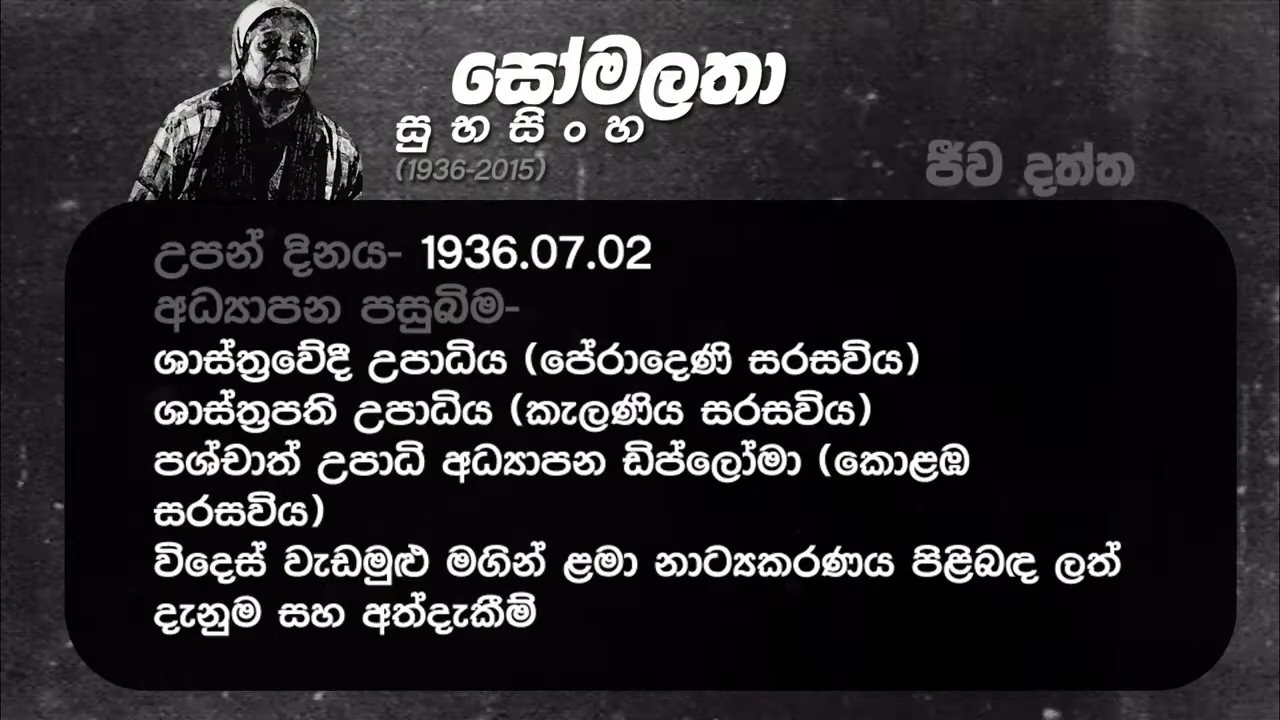 සෝමලතා
සුභසිංහ
(1936-2015)
ජීව දත්ත
උපන් දිනය- 1936.07.02
අධ්‍යාපන පසුබිම-
ශාස්ත්‍රවේදී උපාධිය (පේරාදෙණි සරසවිය)
ශාස්ත්‍රපති උපාධිය (කැලණිය සරසවිය)
පශ්චාත් උපාධි අධ්‍යාපන ඩිප්ලෝමා (කොළඹ
සරසවිය)
විදෙස් වැඩමුළු මගින් ළමා නාට්‍යකරණය පිළිබඳ ලත්
දැනුම සහ අත්දැකීම්